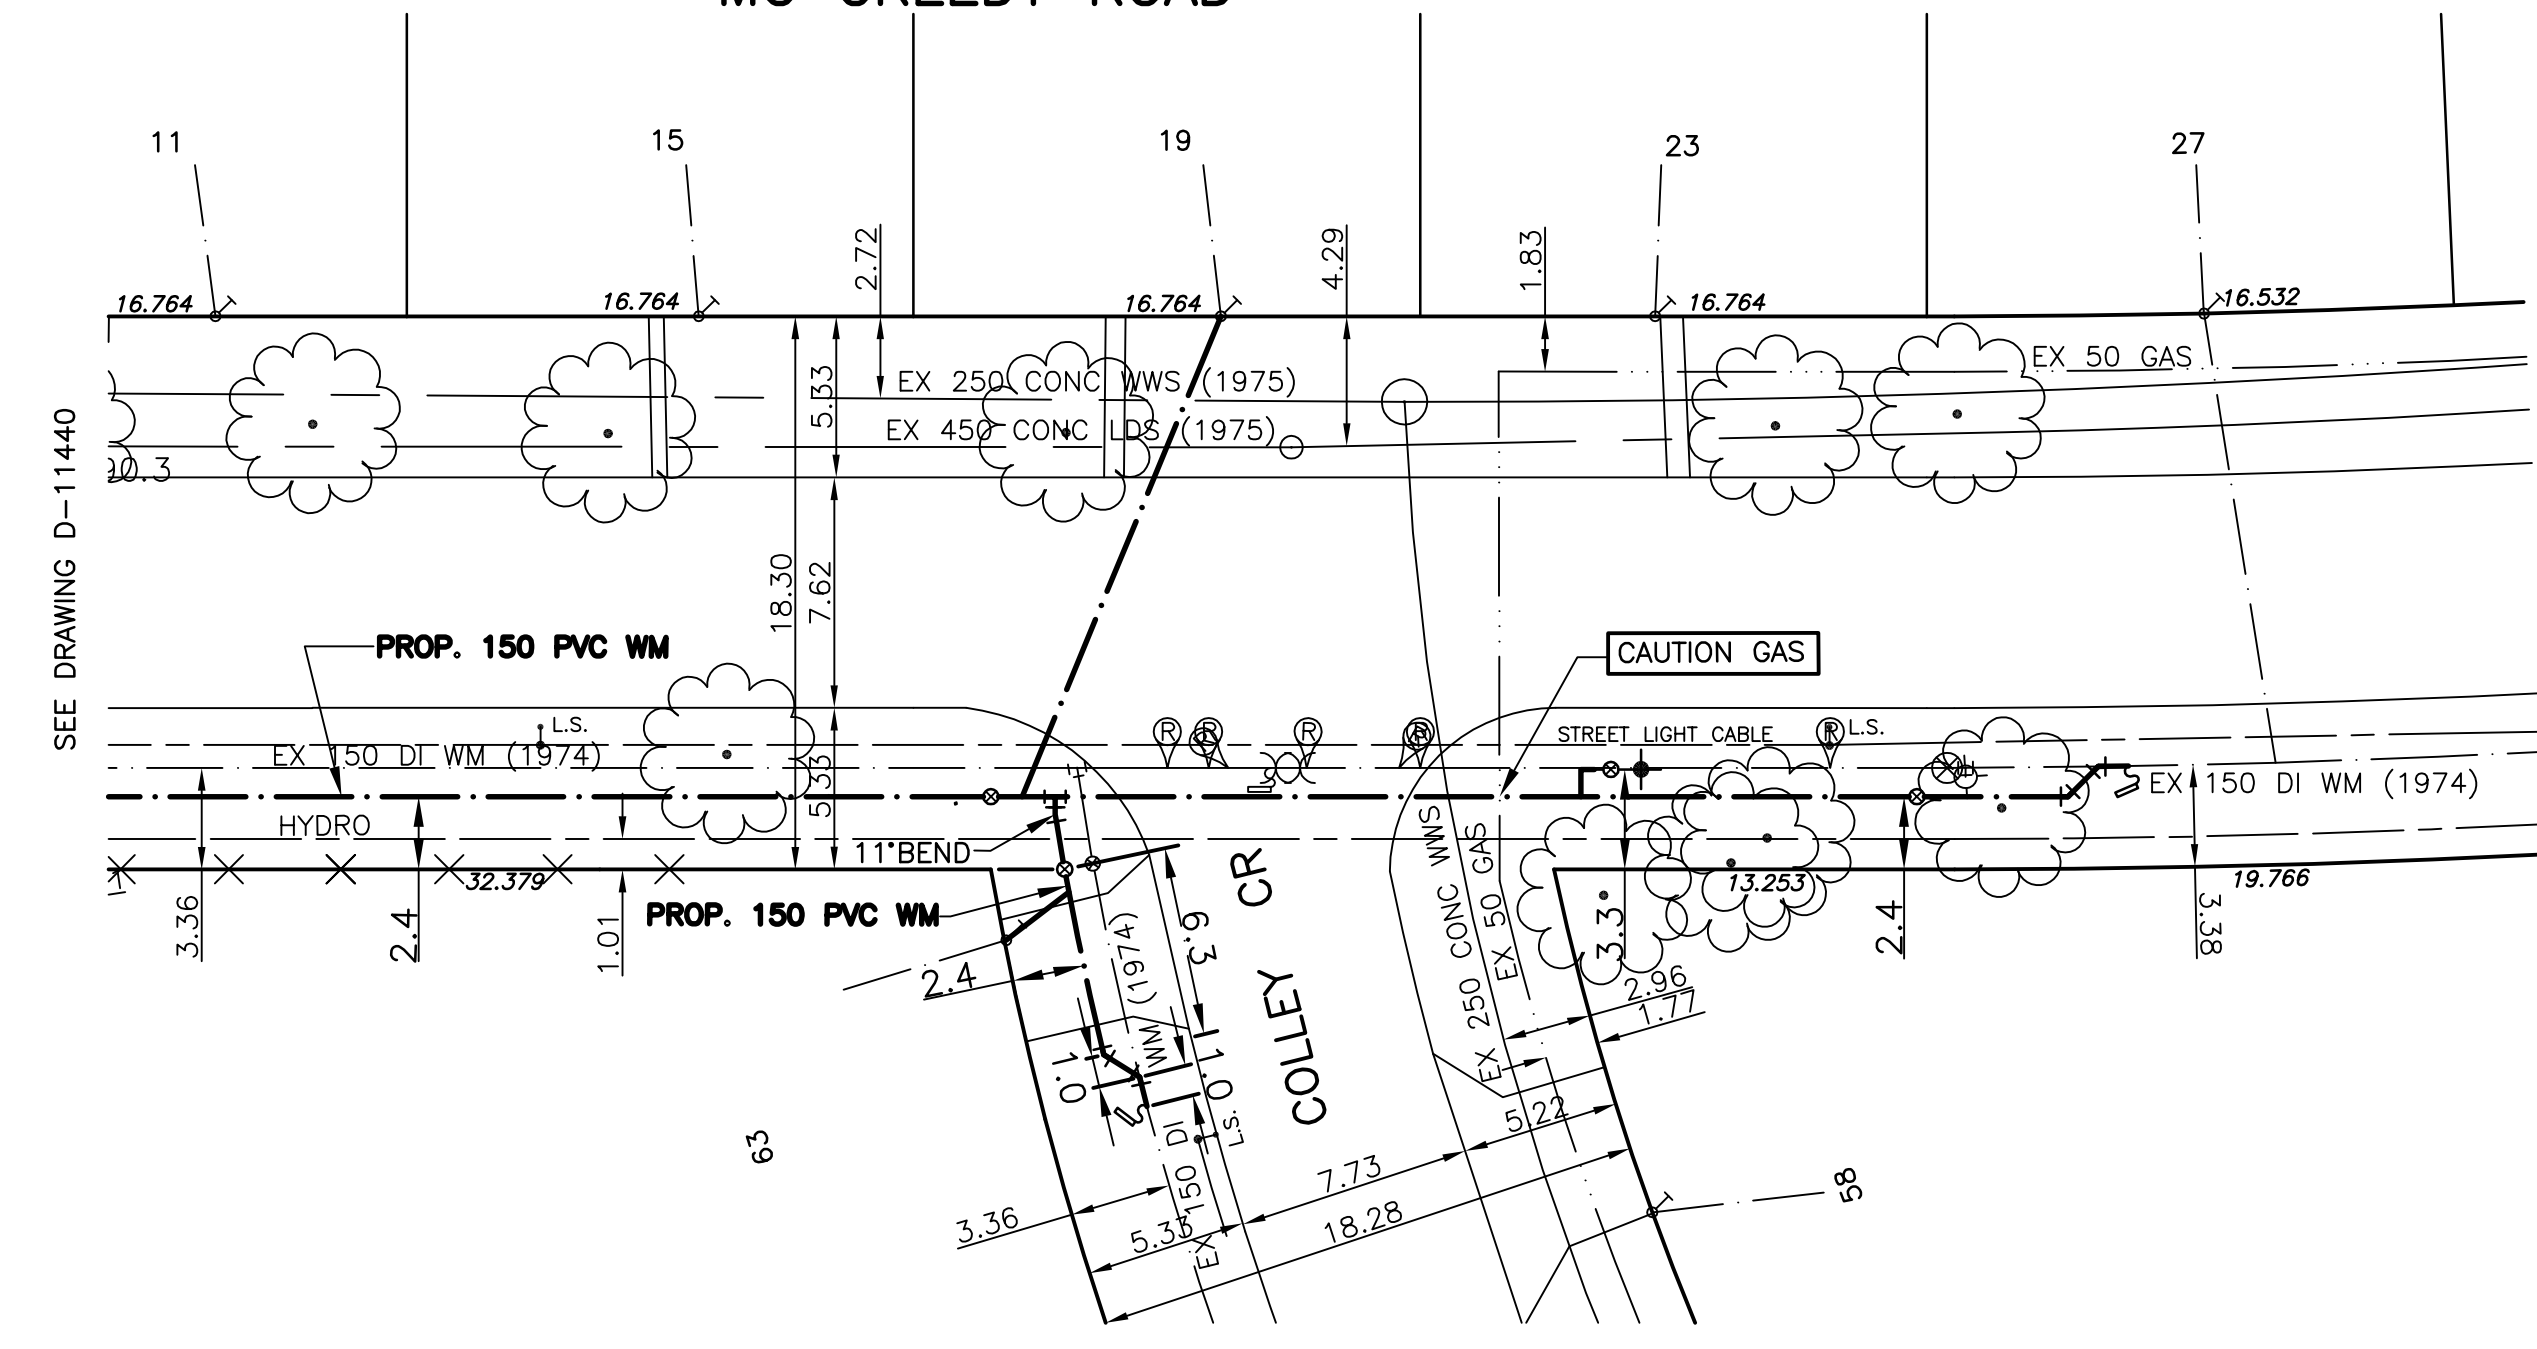 11
15
19
23
27
2.72
4.29
1.83
16.764
16.764
16.764
16.764
16.532
EX 50 GAS
EX 250 CONC WWS (1975)
5.33
EX 450 CONC LDS (1975)
SEE DRAWING D-11440
18.30
7.62
PROP. 150 PVC WM
CAUTION GAS
L.S.
R
R
R
R
R
R
R
STREET LIGHT CABLE
L.S.
EX 150 DI WM (1974)
5.33
EX 150 DI WM (1974)
HYDRO
11°BEND
32.379
13.253
19.766
PROP. 150 PVC WM
3.36
2.4
1.01
2.4
6.3
COLLEY CR
EX 250 CONC WWS
EX 50 GAS
3.3
2.4
3.38
2.96
1.77
EX 150 DI WM (1974)
1.0
1.0
L.S.
63
5.22
7.73
58
3.36
5.33
18.28